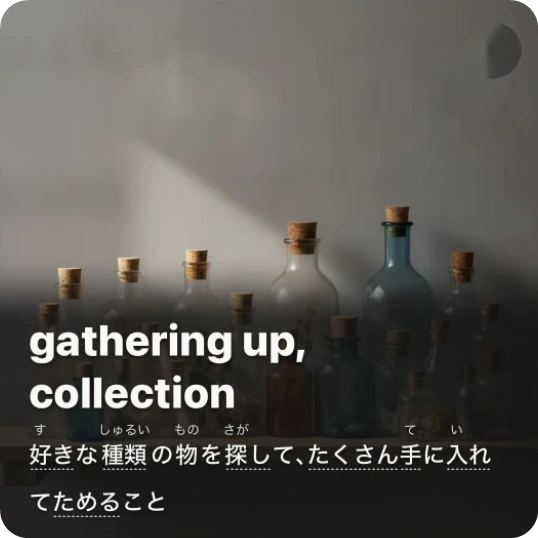 gathering up,
collection
す しゅるい もの さが て い
好きな種類の物を探して、たくさん手に入れ
てためること